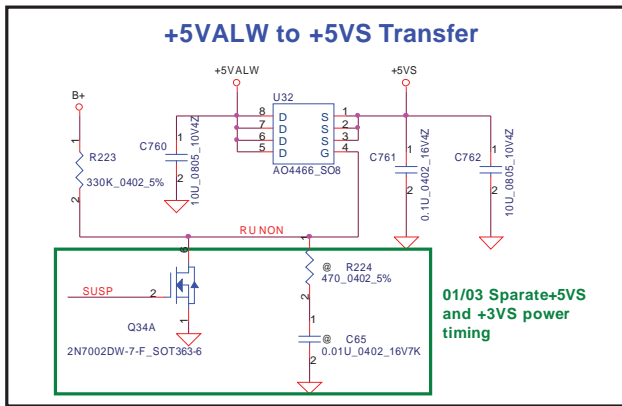 +5VALW to +5VS Transfer
+5VALW
+5VS
B+
U32
8 D S 1
7 D S 2
6 D S 3
5 D G 4
AO4466_SO8
1
R223
330K_0402_5%
2
C760
1
2
10U_0805_10V4Z
C761
1
2
0.1U_0402_16V4Z
C762
1
2
10U_0805_10V4Z
RUNON
6
SUSP
2
1
Q34A
2N7002DW-7-F_SOT363-6
1
@ R224
470_0402_5%
2
1
@ C65
0.01U_0402_16V7K
2
01/03 Sparate+5VS
and +3VS power
timing